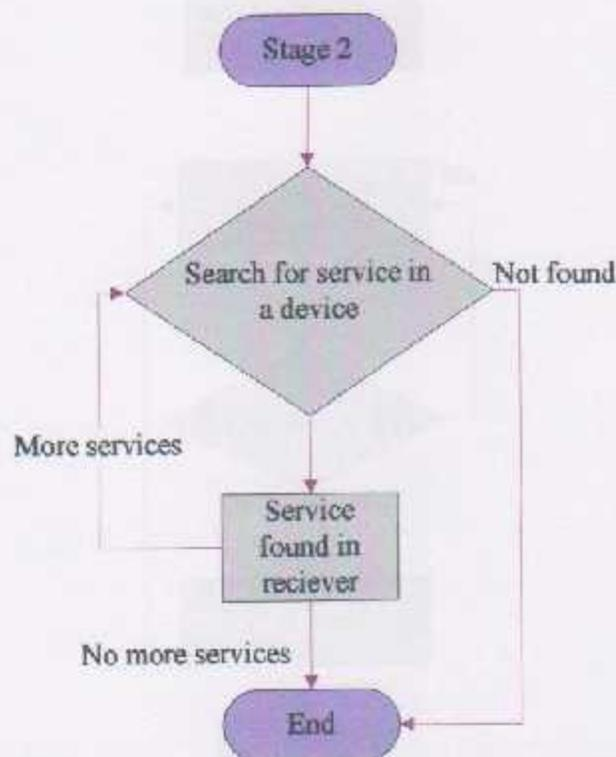 Stage 2
Search for service in
a device
Not found
More services
Service
found in
reciever
No more services
End